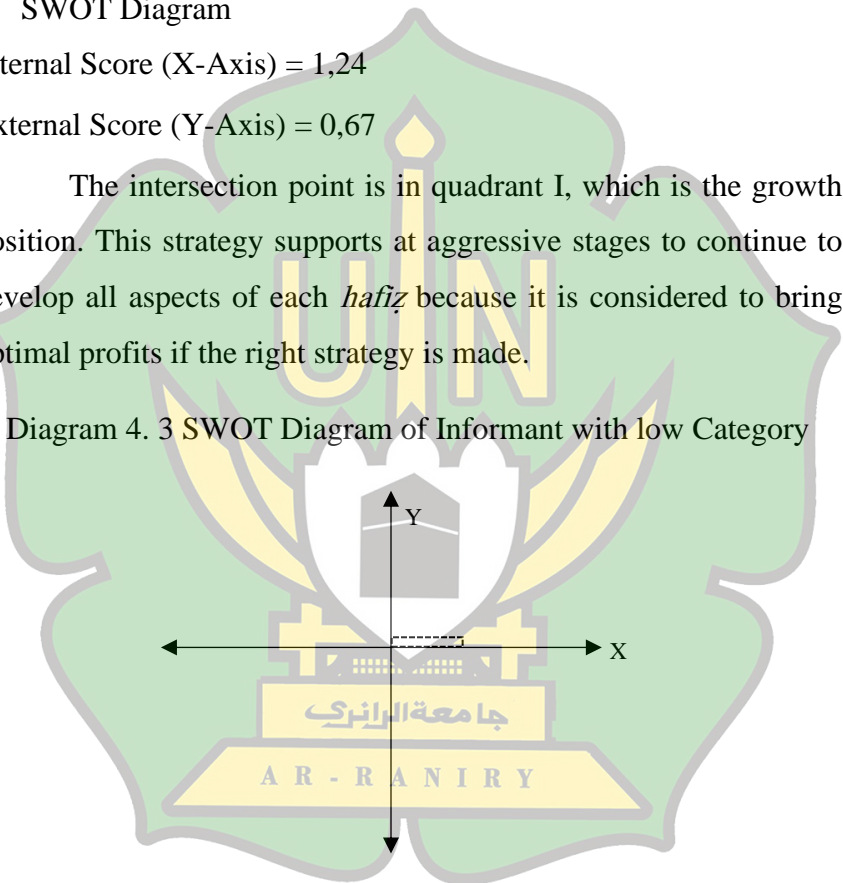 SWOT Diagram
ternal Score (X-Axis) = 1,24
xternal Score (Y-Axis) = 0,67
The intersection point is in quadrant I, which is the growth
osition. This strategy supports at aggressive stages to continue to
evelop all aspects of each hafiẓ because it is considered to bring
ptimal profits if the right strategy is made.
Diagram 4. 3 SWOT Diagram of Informant with low Category
UIN
Y
X
جامعة الرانري
AR-RANIRY